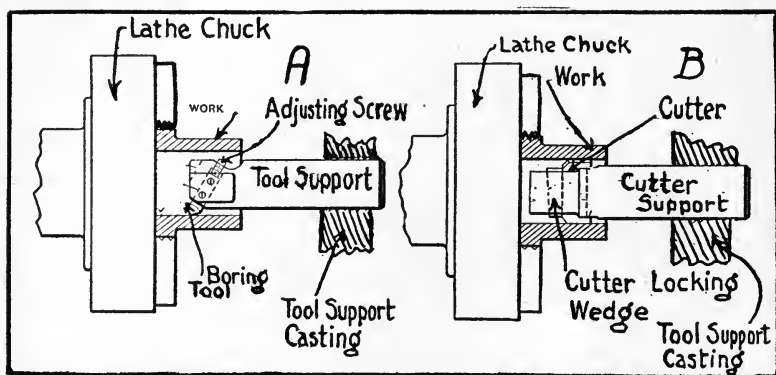 Lathe Chuck
A
WORK
Adjusting Screw
Tool Support
Boring
Tool
Tool Support
Casting
Lathe Chuck
B
Work
Cutter
Cutter
Support
Cutter Locking
Wedge
Tool Support
Casting